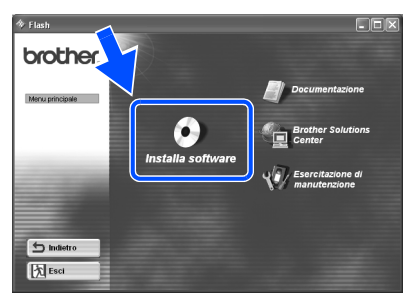 Flash
brother
Menu principale
Documentazione
Brother Solutions
Center
Installa software
Esercitazione di
manutenzione
Indietro
Esci